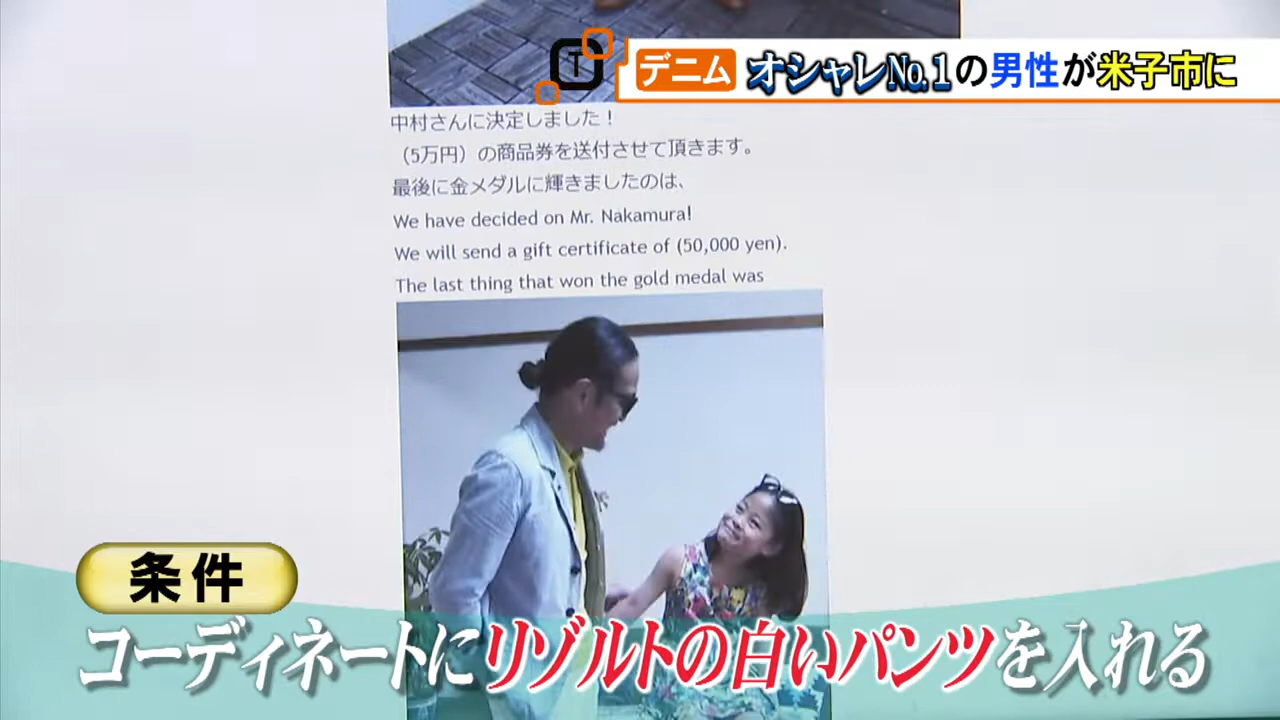 T
デニム オシャレNo.1の男性が米子市に
中村さんに決定しました！
（5万円）の商品券を送付させて頂きます。
最後に金メダルに輝きましたのは、
We have decided on Mr. Nakamura!
We will send a gift certificate of (50,000 yen).
The last thing that won the gold medal was
条件
コーディネートにリゾルトの白いパンツを入れる